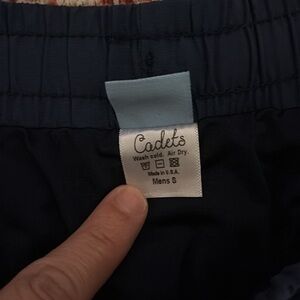 Cadets
Wash cold. Air Dry.
Made in U.S.A.
Mens S